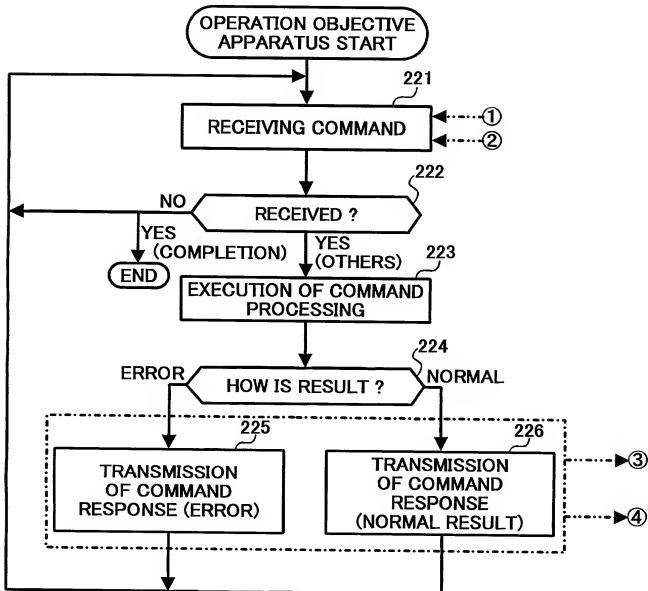 OPERATION OBJECTIVE
APPARATUS START
221
RECEIVING COMMAND
①
②
222
NO
RECEIVED ?
YES
(COMPLETION)
YES
(OTHERS)
END
223
EXECUTION OF COMMAND
PROCESSING
224
ERROR
HOW IS RESULT ?
NORMAL
225
TRANSMISSION
OF COMMAND
RESPONSE (ERROR)
226
TRANSMISSION
OF COMMAND
RESPONSE
(NORMAL RESULT)
③
④